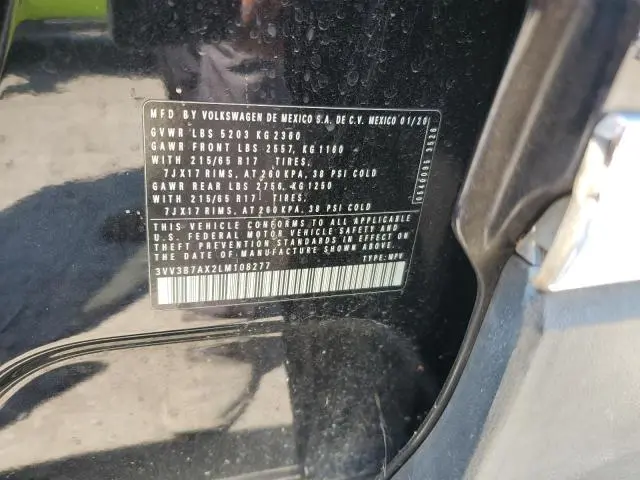 MFD BY VOLKSWAGEN DE MEXICO S.A. DE C.V. MEXICO 01/20
GVWR LBS 5203 KG 2360
GAWR FRONT LBS 2557, KG 1160
WITH 215/65 R17 TIRES.
7JX17 RIMS, AT 260 KPA, 38 PSI COLD
GAWR REAR LBS 2756, KG 1250
WITH 215/65 R17 TIRES.
7JX17 RIMS, AT 260 KPA, 38 PSI COLD
THIS VEHICLE CONFORMS TO ALL APPLICABLE
U.S. FEDERAL MOTOR VEHICLE SAFETY AND
THEFT PREVENTION STANDARDS IN EFFECT ON
THE DATE OF MANUFACTURE SHOWN ABOVE.
3VV3B7AX2LM108277 TYPE: MPV
0540095 3520